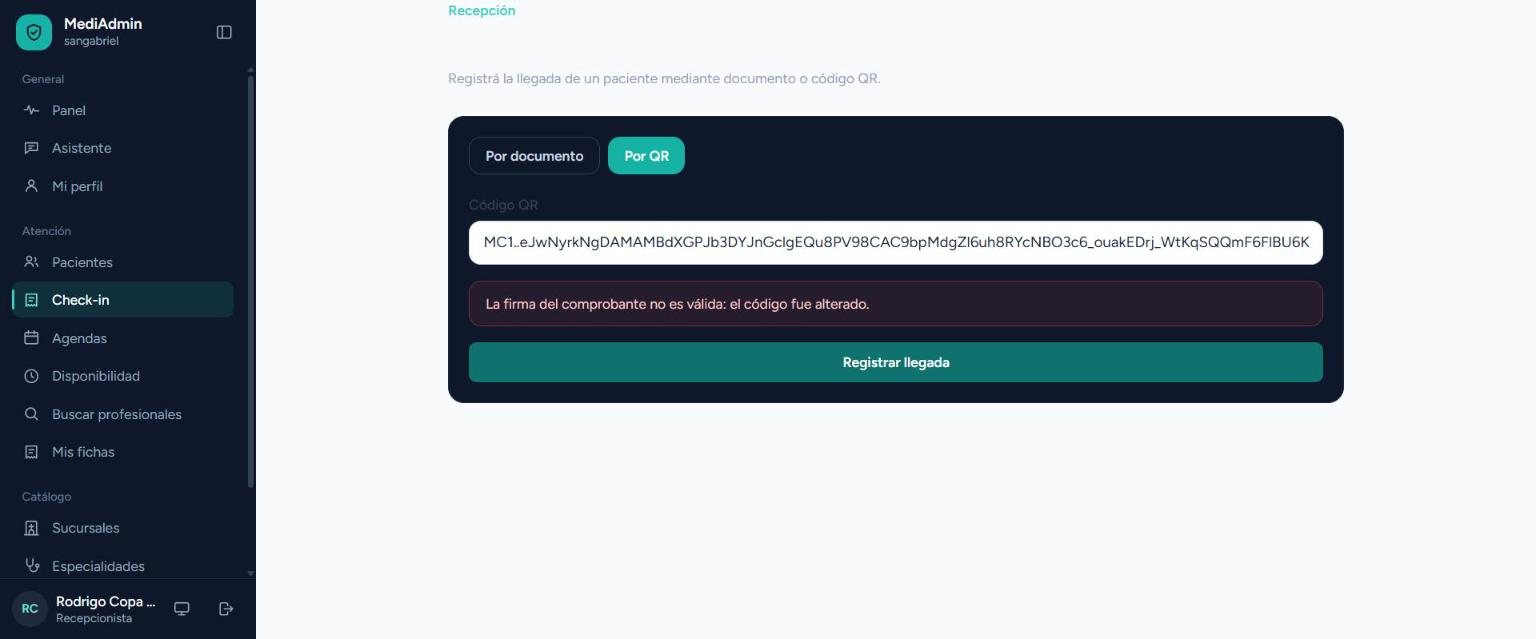 MediAdmin
sangabriel
General
Panel
Asistente
Mi perfil
Atención
Pacientes
Check-in
Agendas
Disponibilidad
Buscar profesionales
Mis fichas
Catálogo
Sucursales
Especialidades
RC
Rodrigo Copa ...
Recepcionista
Recepción
Registrá la llegada de un paciente mediante documento o código QR.
Por documento
Por QR
Código QR
MC1..eJwNyrkNgDAMAMBdXGPJb3DYJnGclgEQu8PV98CAC9bpMdgZl6uh8RYcNBO3c6_ouakEDrj_WtKqSQQmF6FlBU6K
La firma del comprobante no es válida: el código fue alterado.
Registrar llegada